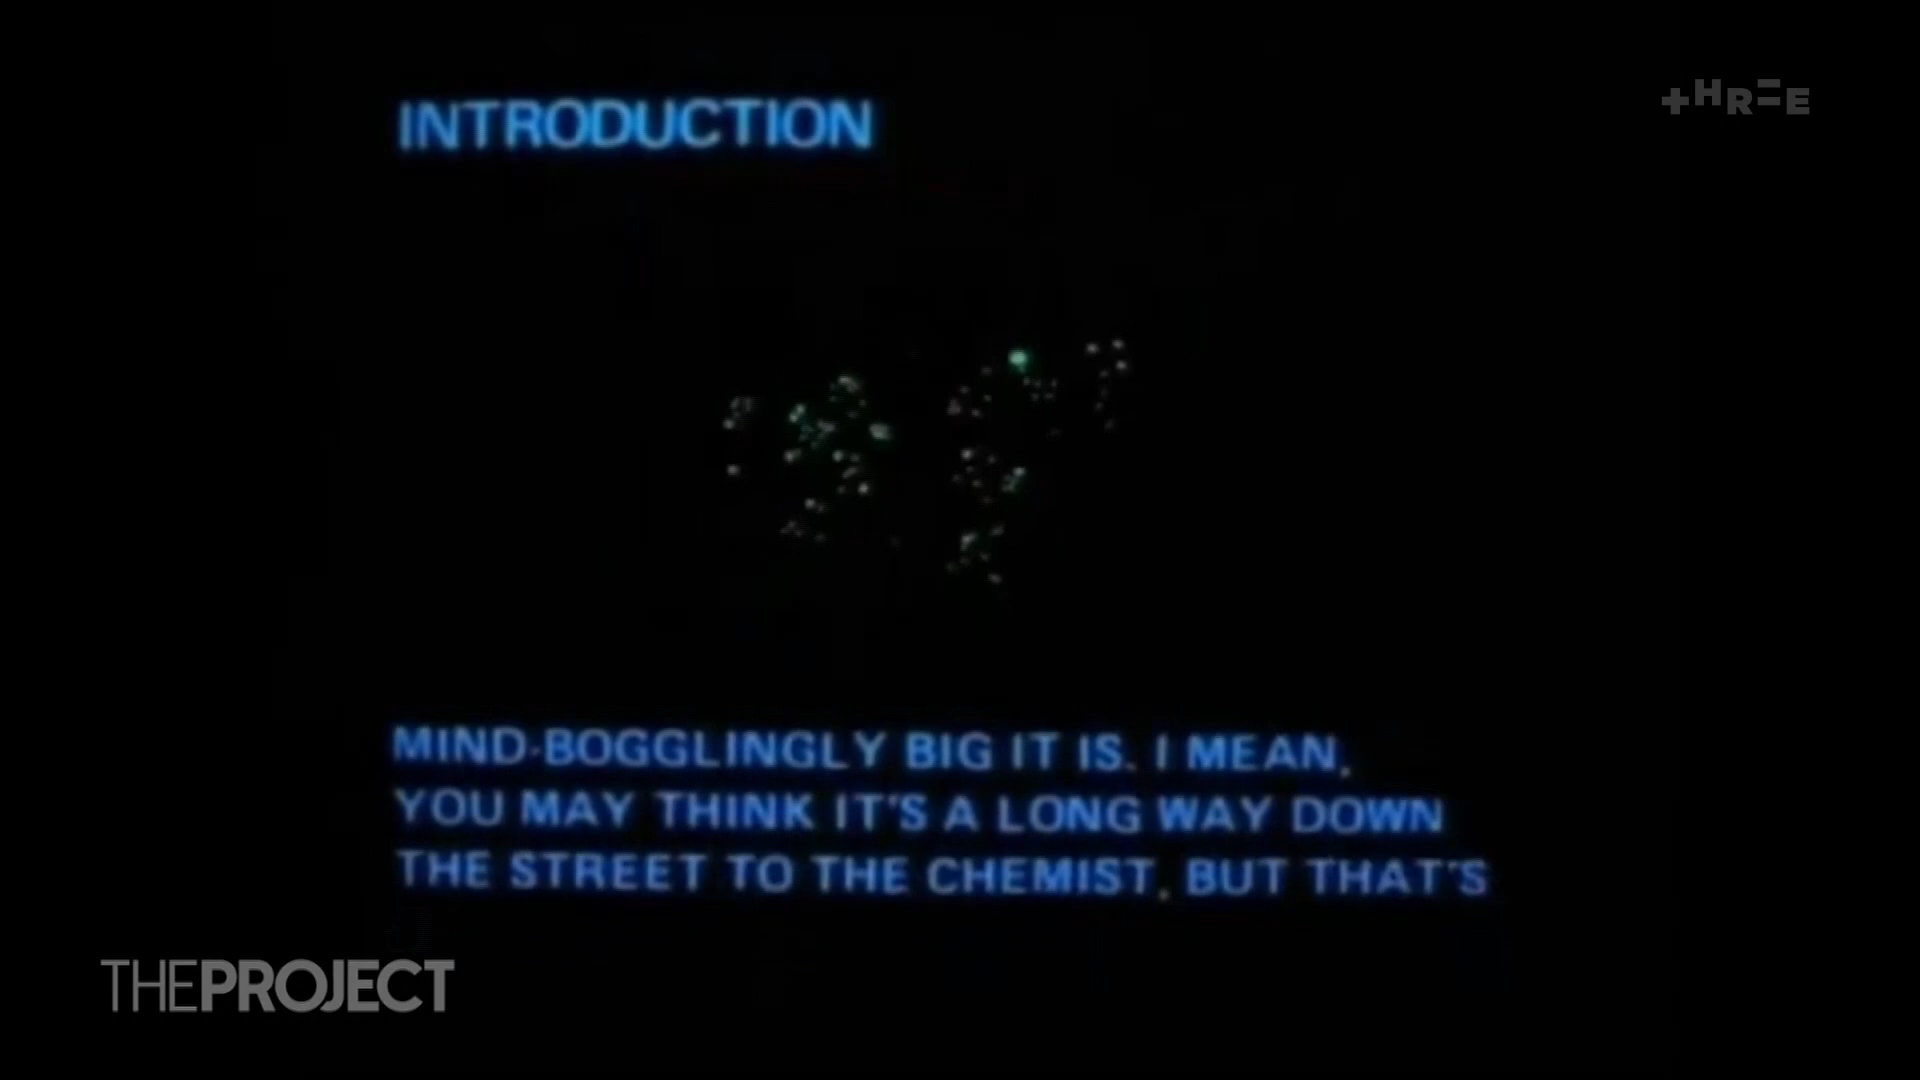 INTRODUCTION
THREE
MIND-BOGGLINGLY BIG IT IS. I MEAN,
YOU MAY THINK IT'S A LONG WAY DOWN
THE STREET TO THE CHEMIST, BUT THAT'S
THEPROJECT